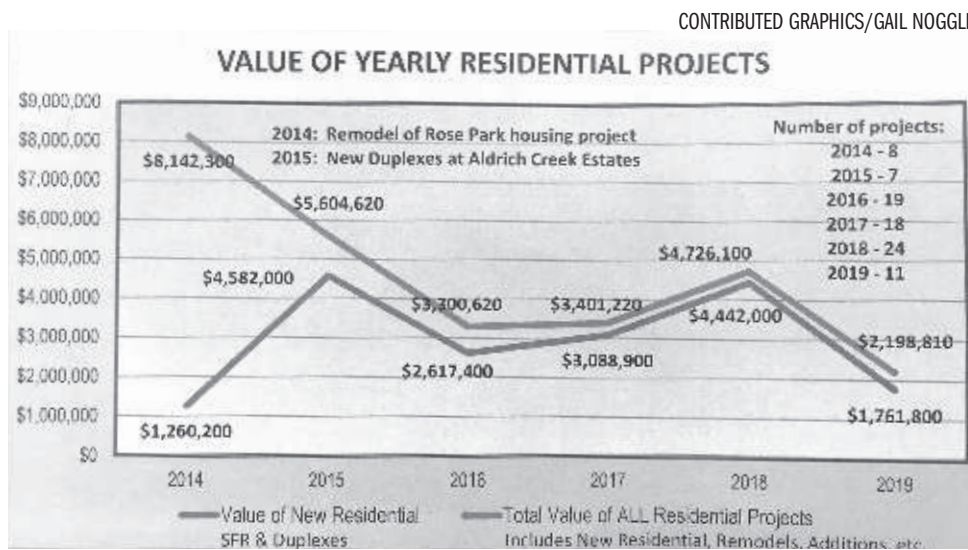 CONTRIBUTED GRAPHICS/GAIL NOGGLE
VALUE OF YEARLY RESIDENTIAL PROJECTS
$9,000,000
$8,000,000
$7,000,000
$6,000,000
$5,000,000
$4,000,000
$3,000,000
$2,000,000
$1,000,000
$0
2014: Remodel of Rose Park housing project
2015: New Duplexes at Aldrich Creek Estates
Number of projects:
2014 - 8
2015 - 7
2016 - 19
2017 - 18
2018 - 24
2019 - 11
$8,142,300
$5,604,620
$3,300,620
$3,401,220
$4,726,100
$2,198,810
$1,260,200
$4,582,000
$2,617,400
$3,088,900
$4,442,000
$1,761,800
2014 2015 2016 2017 2018 2019
Value of New Residential
SFR & Duplexes
Total Value of ALL Residential Projects
Includes New Residential, Remodels, Additions, etc.